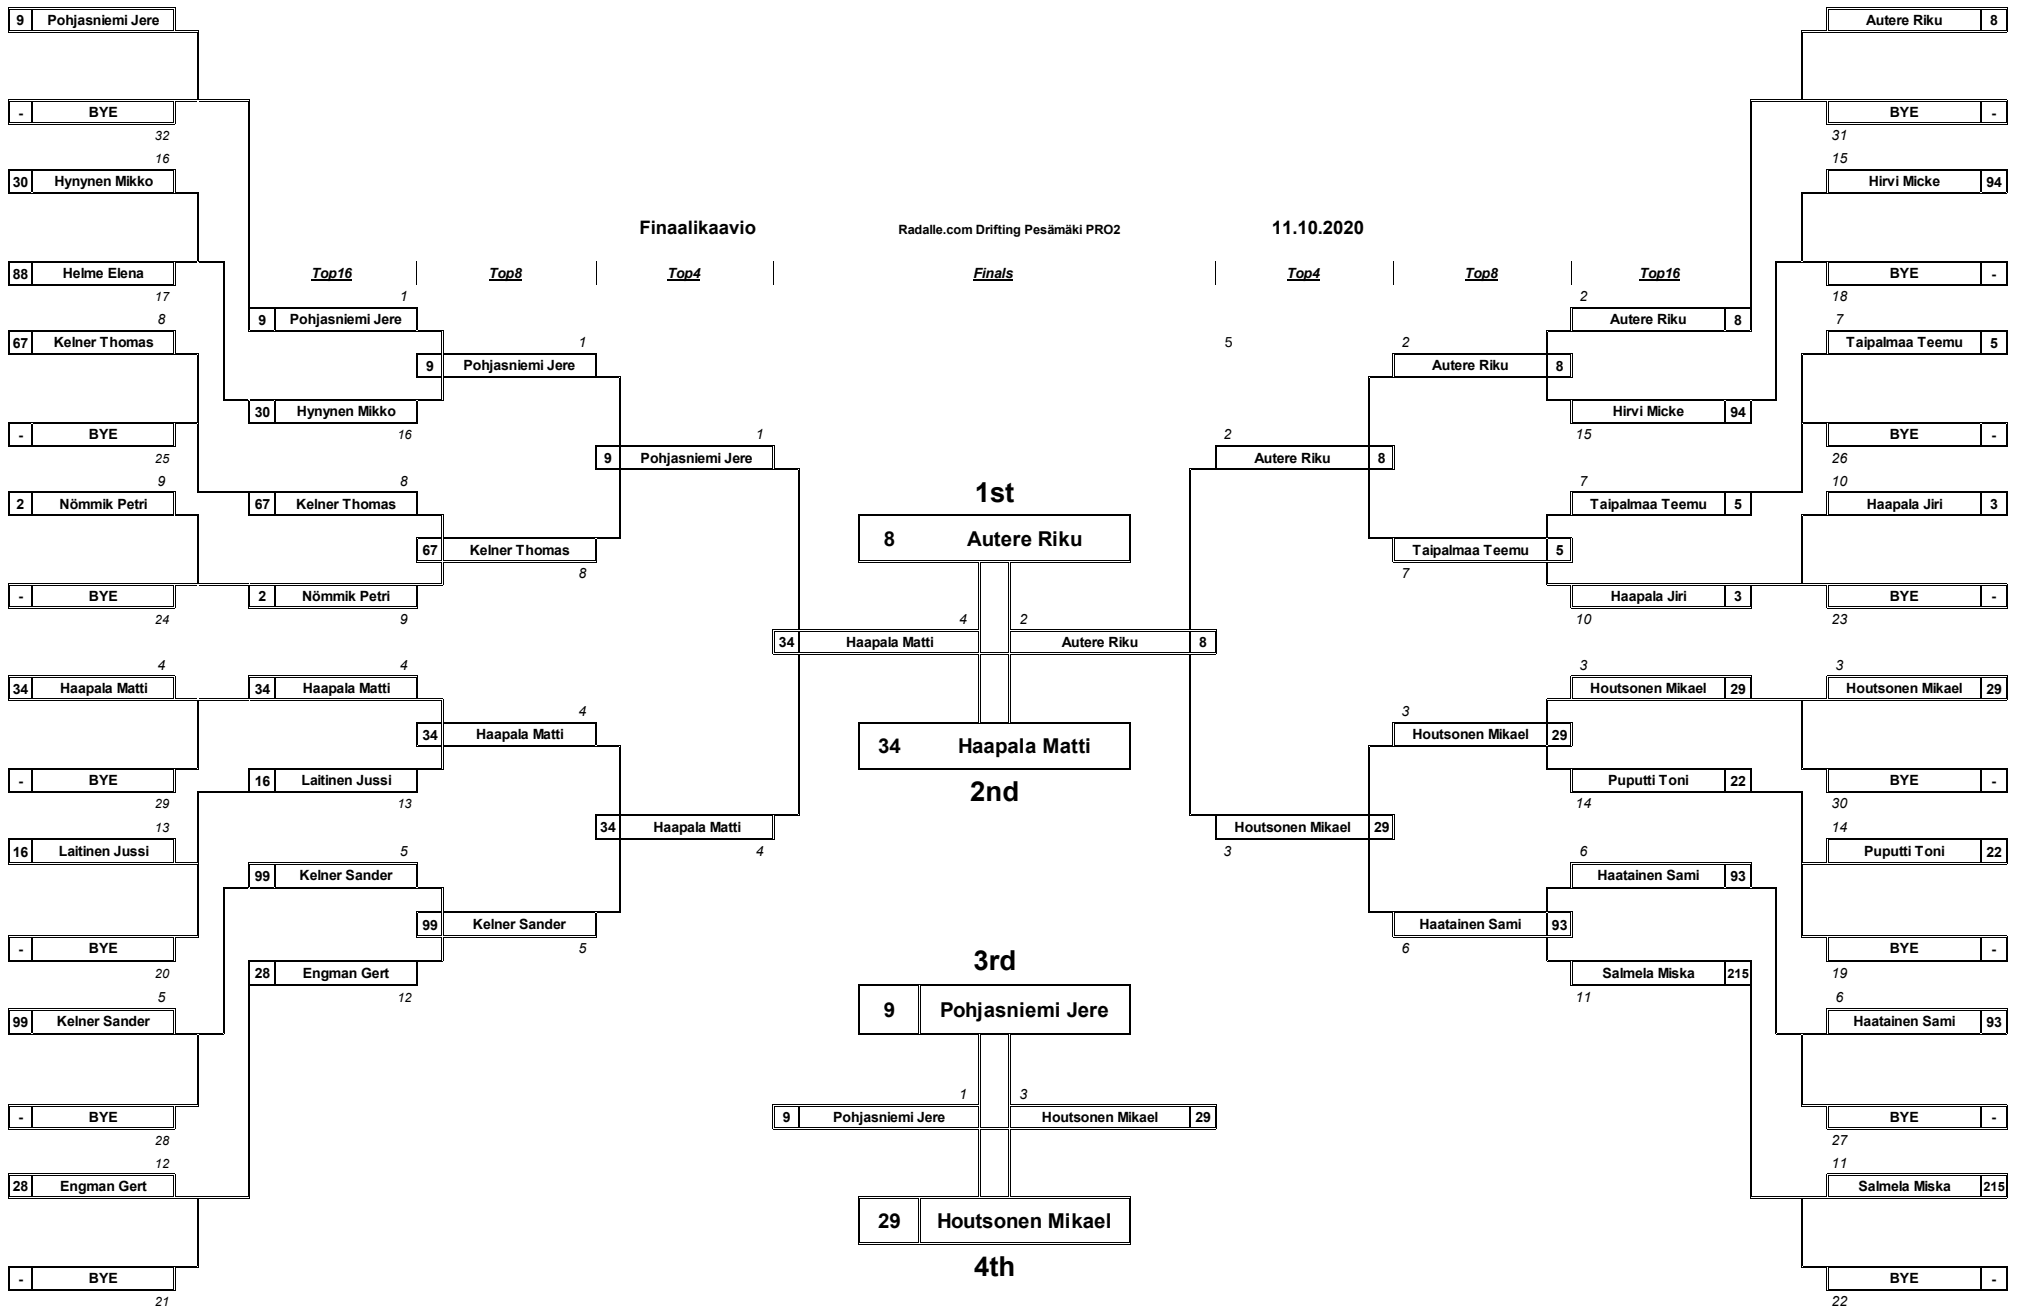 9 Pohjasniemi Jere
- BYE
32
16
30 Hynynen Mikko
88 Helme Elena
17
8
67 Kelner Thomas
- BYE
25
9
2 Nömmik Petri
- BYE
24
4
34 Haapala Matti
- BYE
29
13
16 Laitinen Jussi
- BYE
20
5
99 Kelner Sander
- BYE
28
12
28 Engman Gert
- BYE
21
Finaalikaavio Radalle.com Drifting Pesämäki PRO2 11.10.2020
Top16 Top8 Top4 Finals Top4 Top8 Top16
1
9 Pohjasniemi Jere
30 Hynynen Mikko
16
8
67 Kelner Thomas
2 Nömmik Petri
9
4
34 Haapala Matti
16 Laitinen Jussi
13
5
99 Kelner Sander
28 Engman Gert
12
1
9 Pohjasniemi Jere
67 Kelner Thomas
8
4
34 Haapala Matti
99 Kelner Sander
5
1
9 Pohjasniemi Jere
34 Haapala Matti
4
1st
8 Autere Riku
4 2
34 Haapala Matti Autere Riku 8
34 Haapala Matti
2nd
3rd
9 Pohjasniemi Jere
1 3
9 Pohjasniemi Jere Houtsonen Mikael 29
29 Houtsonen Mikael
4th
5
2
Autere Riku 8
Houtsonen Mikael 29
3
2
Autere Riku 8
Taipalmaa Teemu 5
7
3
Houtsonen Mikael 29
Haatainen Sami 93
6
2
Autere Riku 8
Hirvi Micke 94
15
7
Taipalmaa Teemu 5
Haapala Jiri 3
10
3
Houtsonen Mikael 29
Puputti Toni 22
14
6
Haatainen Sami 93
Salmela Miska 215
11
Autere Riku 8
BYE -
31
15
Hirvi Micke 94
BYE -
18
7
Taipalmaa Teemu 5
BYE -
26
10
Haapala Jiri 3
BYE -
23
3
Houtsonen Mikael 29
BYE -
30
14
Puputti Toni 22
BYE -
19
6
Haatainen Sami 93
BYE -
27
11
Salmela Miska 215
BYE -
22